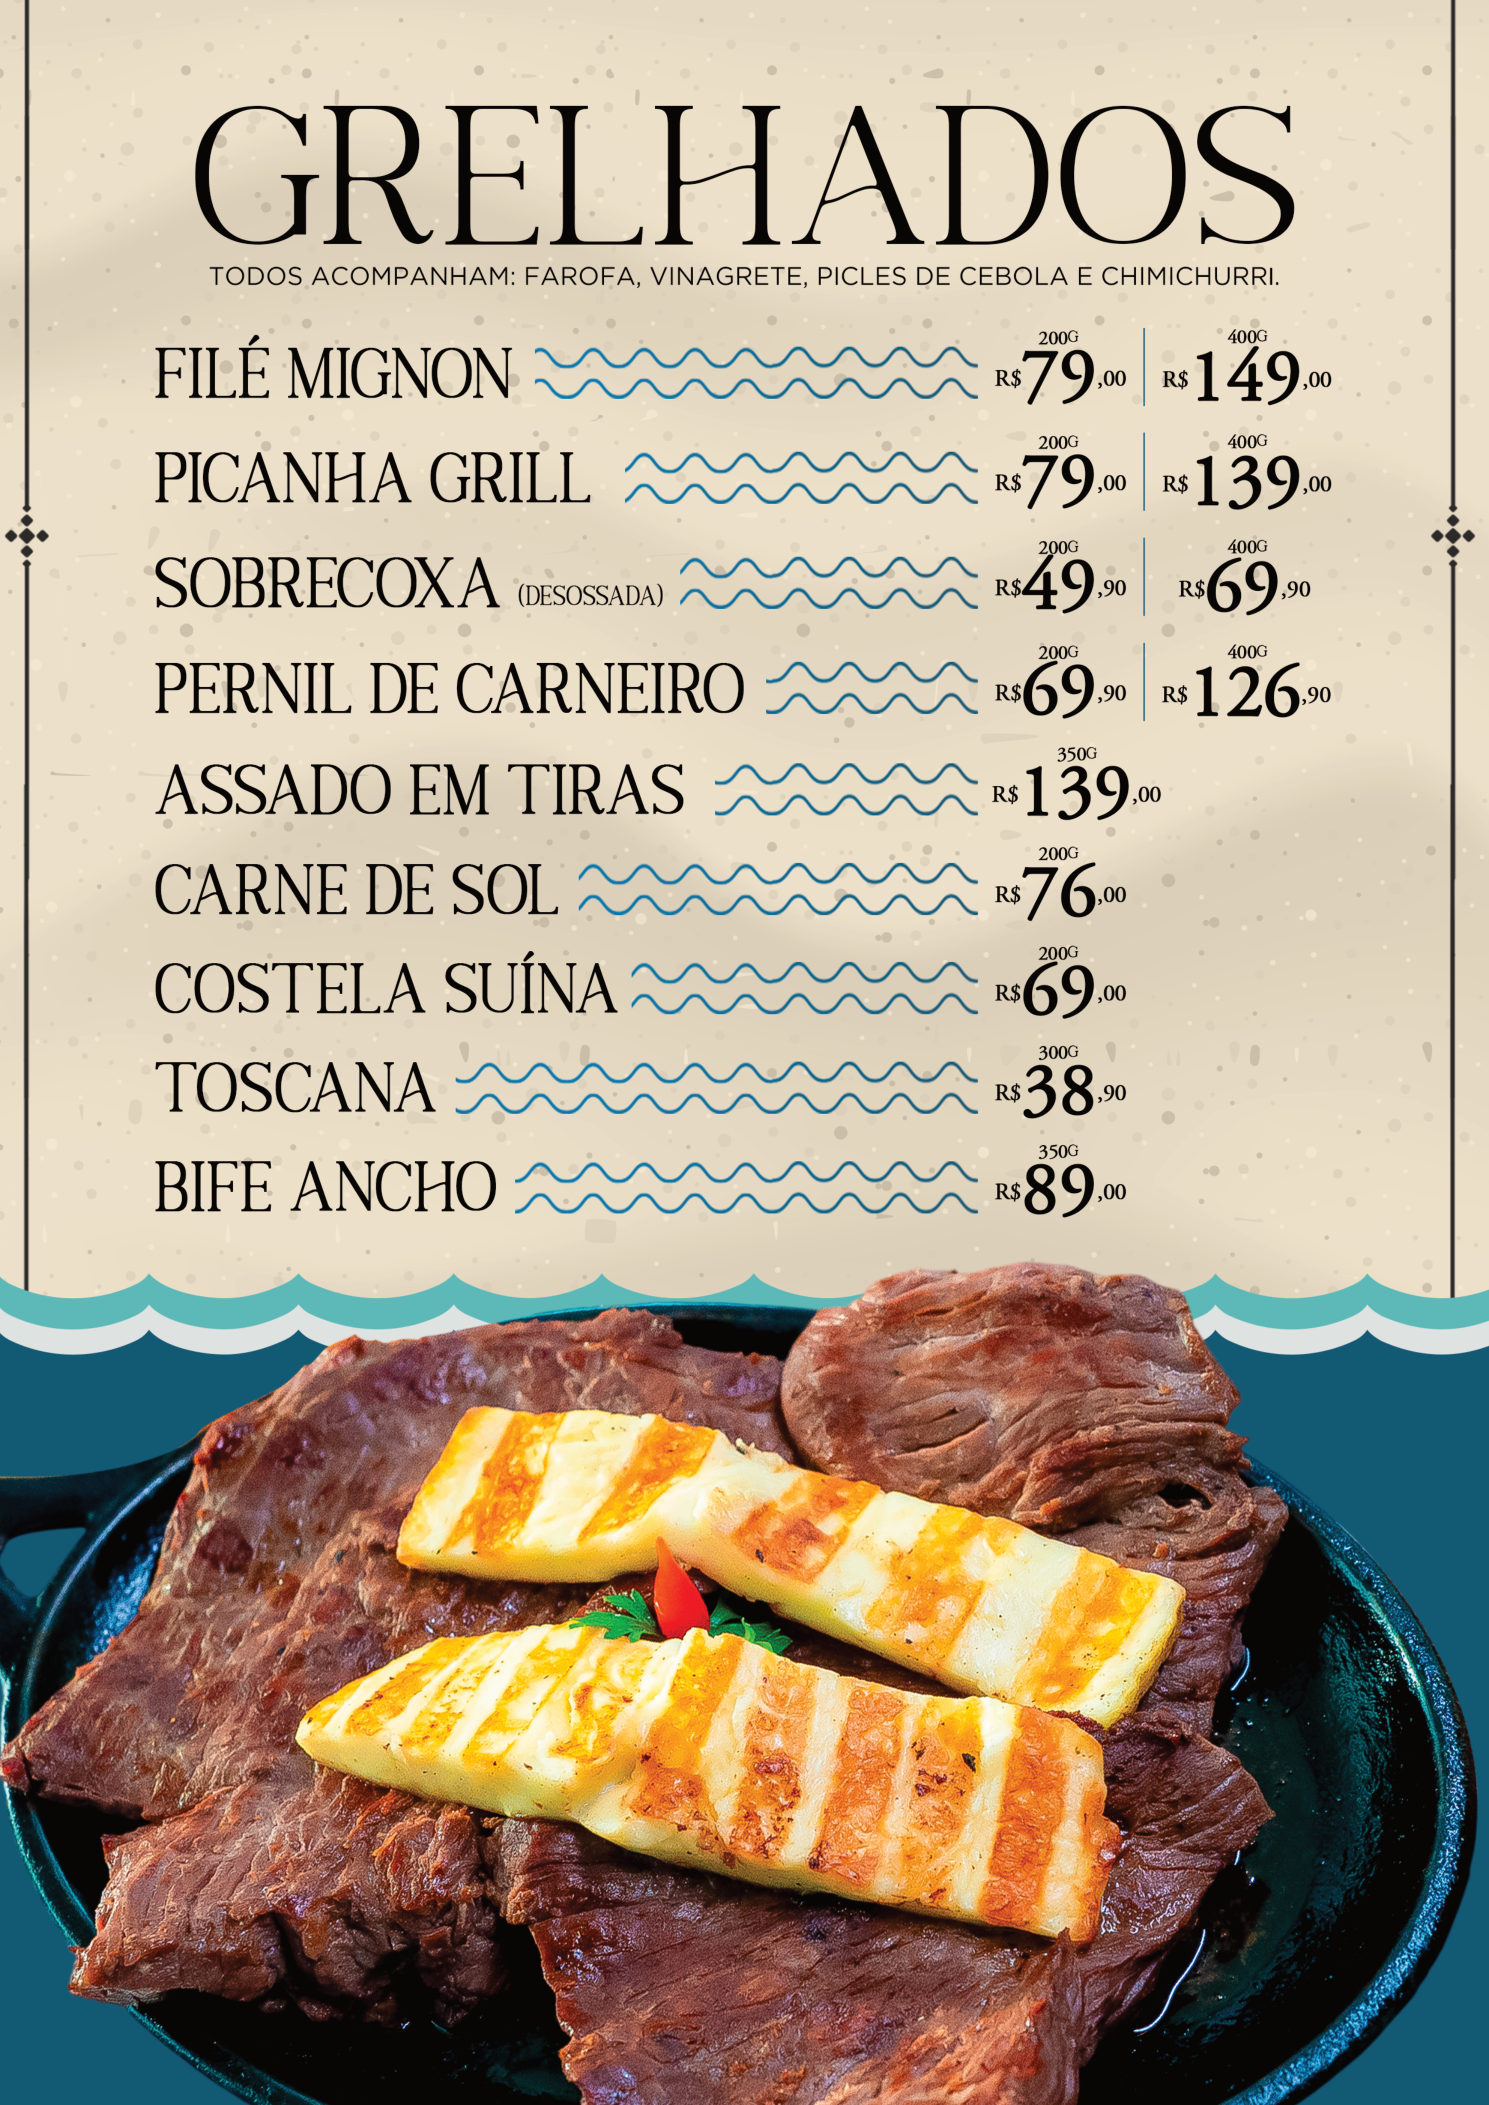 GRELHADOS
TODOS ACOMPANHAM: FAROFA, VINAGRETE, PICLES DE CEBOLA E CHIMICHURRI.
FILÉ MIGNON 200G R$79,00 400G R$149,00
PICANHA GRILL 200G R$79,00 400G R$139,00
SOBRECOXA (DESOSSADA) 200G R$49,90 400G R$69,90
PERNIL DE CARNEIRO 200G R$69,90 400G R$126,90
ASSADO EM TIRAS 350G R$139,00
CARNE DE SOL 200G R$76,00
COSTELA SUÍNA 200G R$69,00
TOSCANA 300G R$38,90
BIFE ANCHO 350G R$89,00